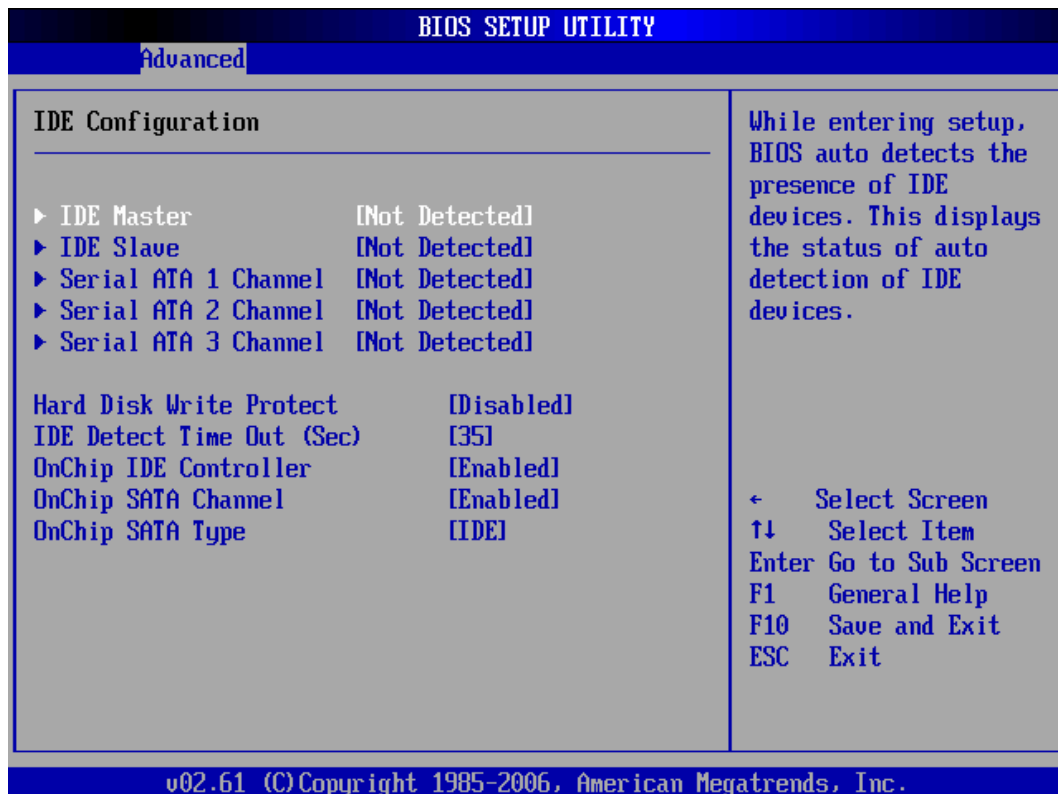 BIOS SETUP UTILITY
Advanced
IDE Configuration
▶ IDE Master [Not Detected]
▶ IDE Slave [Not Detected]
▶ Serial ATA 1 Channel [Not Detected]
▶ Serial ATA 2 Channel [Not Detected]
▶ Serial ATA 3 Channel [Not Detected]
Hard Disk Write Protect [Disabled]
IDE Detect Time Out (Sec) [35]
OnChip IDE Controller [Enabled]
OnChip SATA Channel [Enabled]
OnChip SATA Type [IDE]
While entering setup,
BIOS auto detects the
presence of IDE
devices. This displays
the status of auto
detection of IDE
devices.
← Select Screen
↑↓ Select Item
Enter Go to Sub Screen
F1 General Help
F10 Save and Exit
ESC Exit
v02.61 (C)Copyright 1985-2006, American Megatrends, Inc.